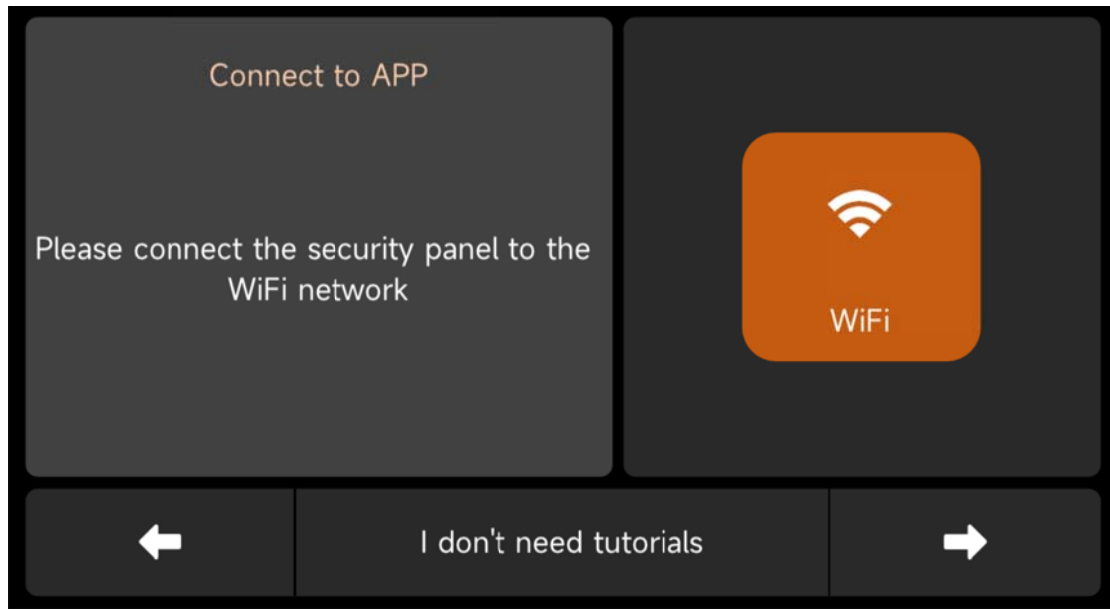 Connect to APP
Please connect the security panel to the
WiFi network
WiFi
I don't need tutorials